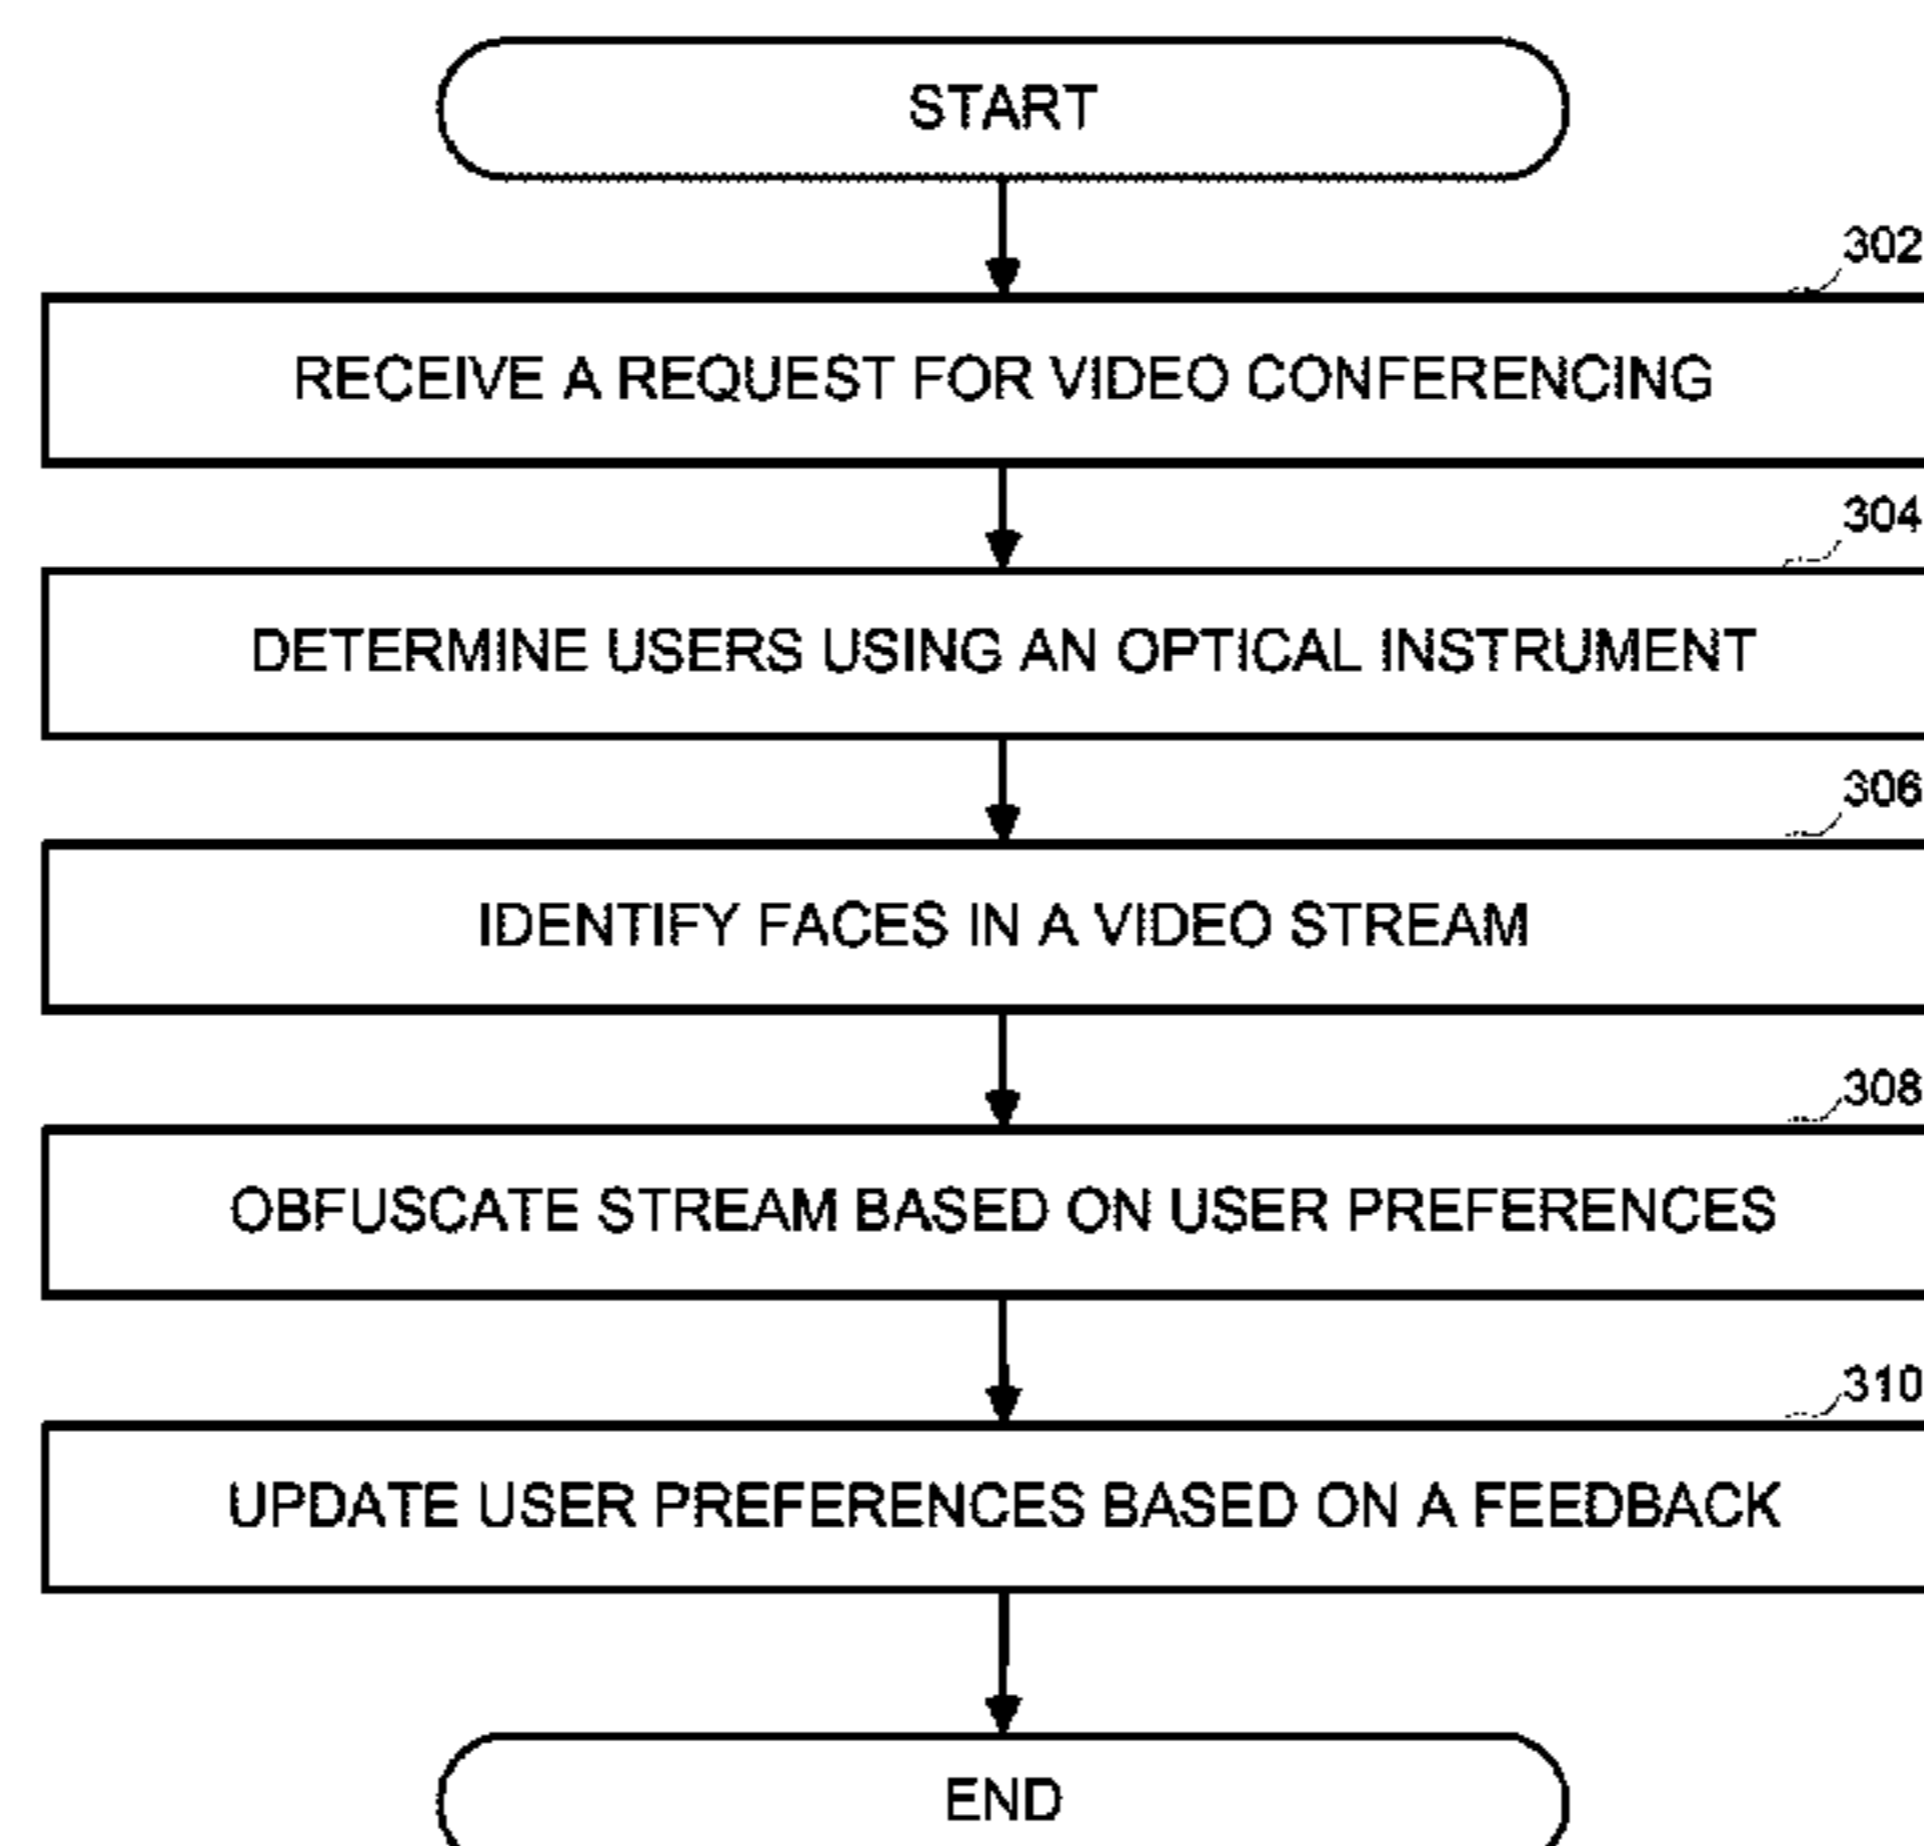 START
302
RECEIVE A REQUEST FOR VIDEO CONFERENCING
304
DETERMINE USERS USING AN OPTICAL INSTRUMENT
306
IDENTIFY FACES IN A VIDEO STREAM
308
OBFUSCATE STREAM BASED ON USER PREFERENCES
310
UPDATE USER PREFERENCES BASED ON A FEEDBACK
END